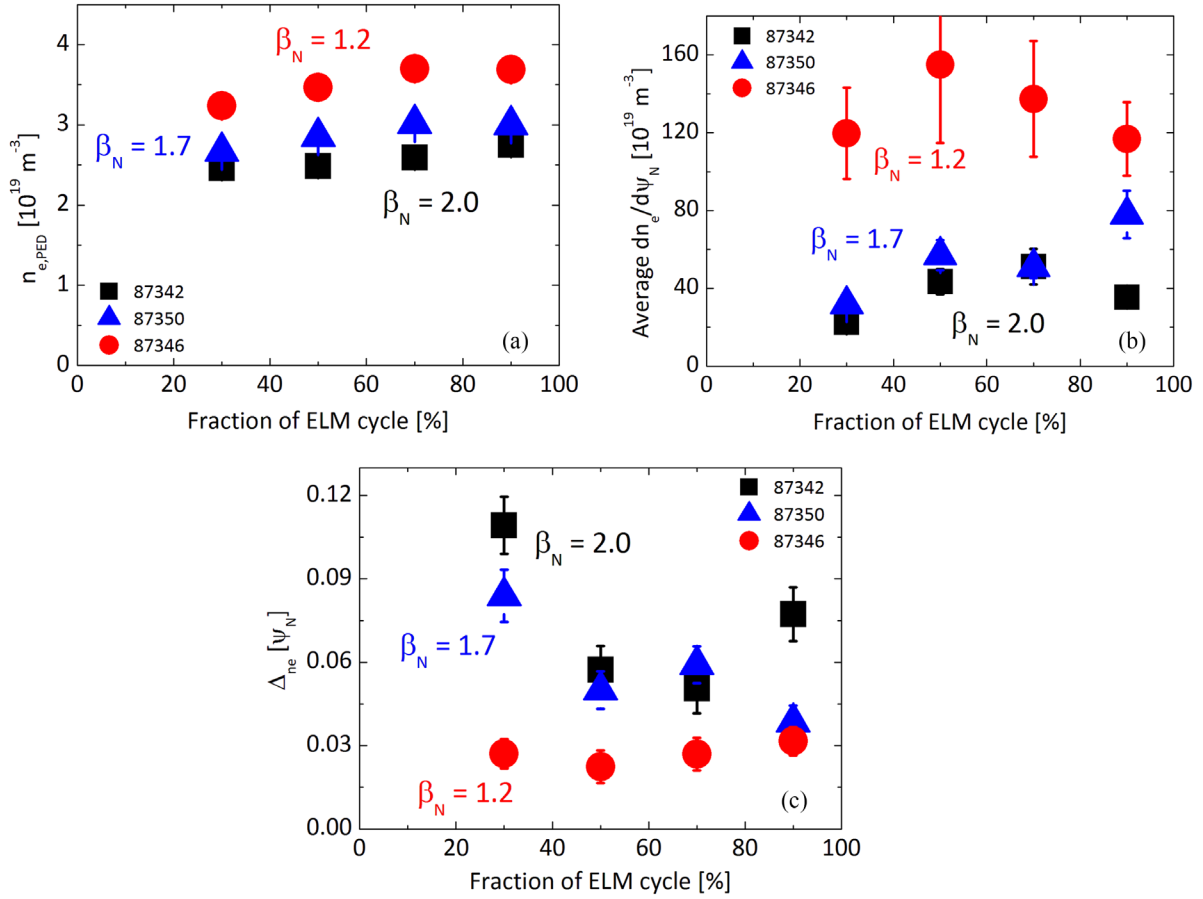 4
3
2
1
0
0 20 40 60 80 100
n_e,PED [10^19 m^-3]
Fraction of ELM cycle [%]
β_N = 1.2
β_N = 1.7
β_N = 2.0
87342
87350
87346
(a)
160
120
80
40
0
0 20 40 60 80 100
Average dn_e/dψ_N [10^19 m^-3]
Fraction of ELM cycle [%]
87342
87350
87346
β_N = 1.2
β_N = 1.7
β_N = 2.0
(b)
0.12
0.09
0.06
0.03
0.00
0 20 40 60 80 100
Δ_ne [ψ_N]
Fraction of ELM cycle [%]
87342
87350
87346
β_N = 2.0
β_N = 1.7
β_N = 1.2
(c)